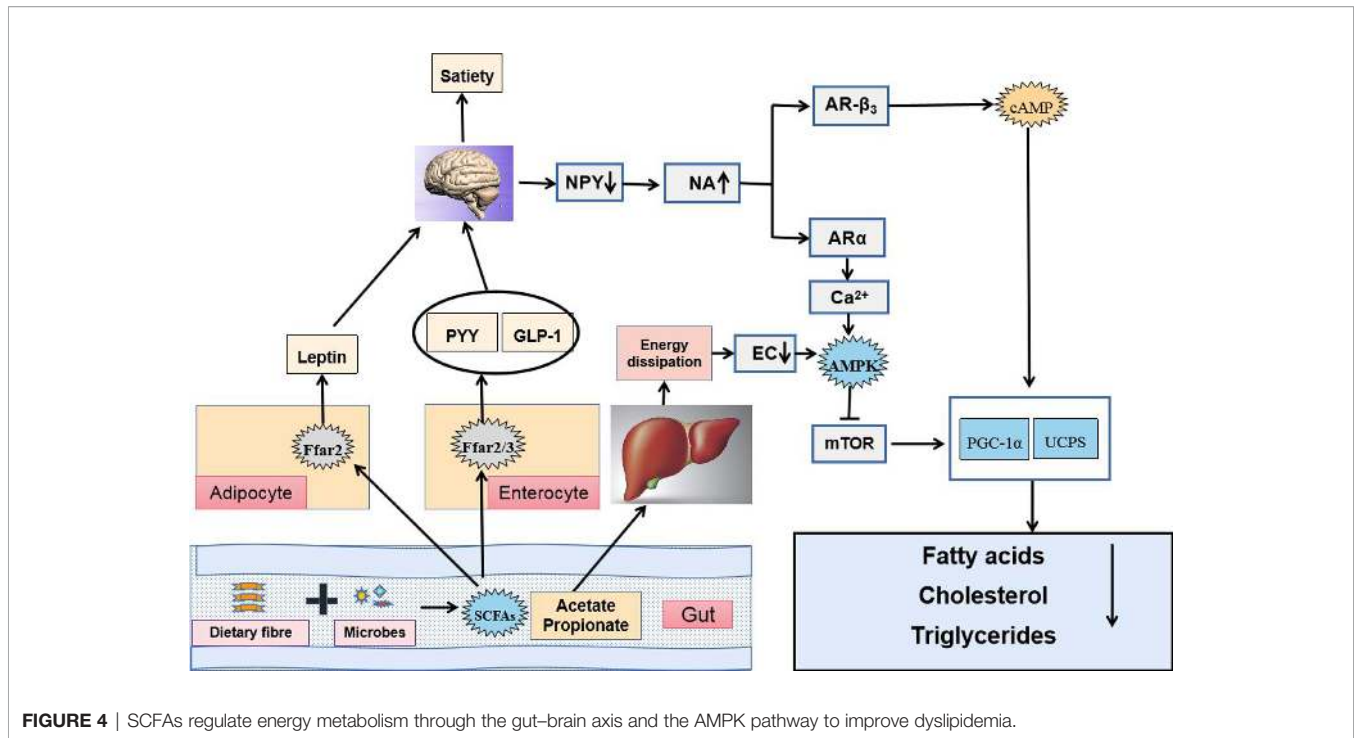 Satiety
AR-β₃
cAMP
NPY↓
NA↑
ARα
Ca²⁺
PYY
GLP-1
Leptin
Energy
dissipation
EC↓
AMPK
Ffar2
Ffar2/3
mTOR
PGC-1α
UCPS
Adipocyte
Enterocyte
Fatty acids
Cholesterol
Triglycerides
SCFAs
Acetate
Propionate
Gut
Dietary fibre
Microbes
FIGURE 4 | SCFAs regulate energy metabolism through the gut–brain axis and the AMPK pathway to improve dyslipidemia.